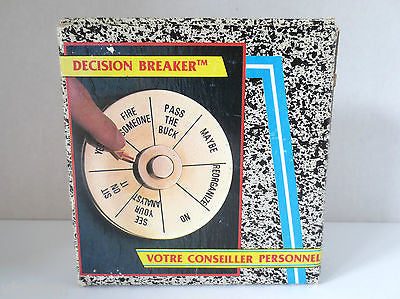 DECISION BREAKER™
FIRE
SOMEONE
PASS
THE
BUCK
MAYBE
REORGANIZE!
NO
SEE
YOUR
ANALYST
SIT
ON
IT
VOTRE CONSEILLER PERSONNEL